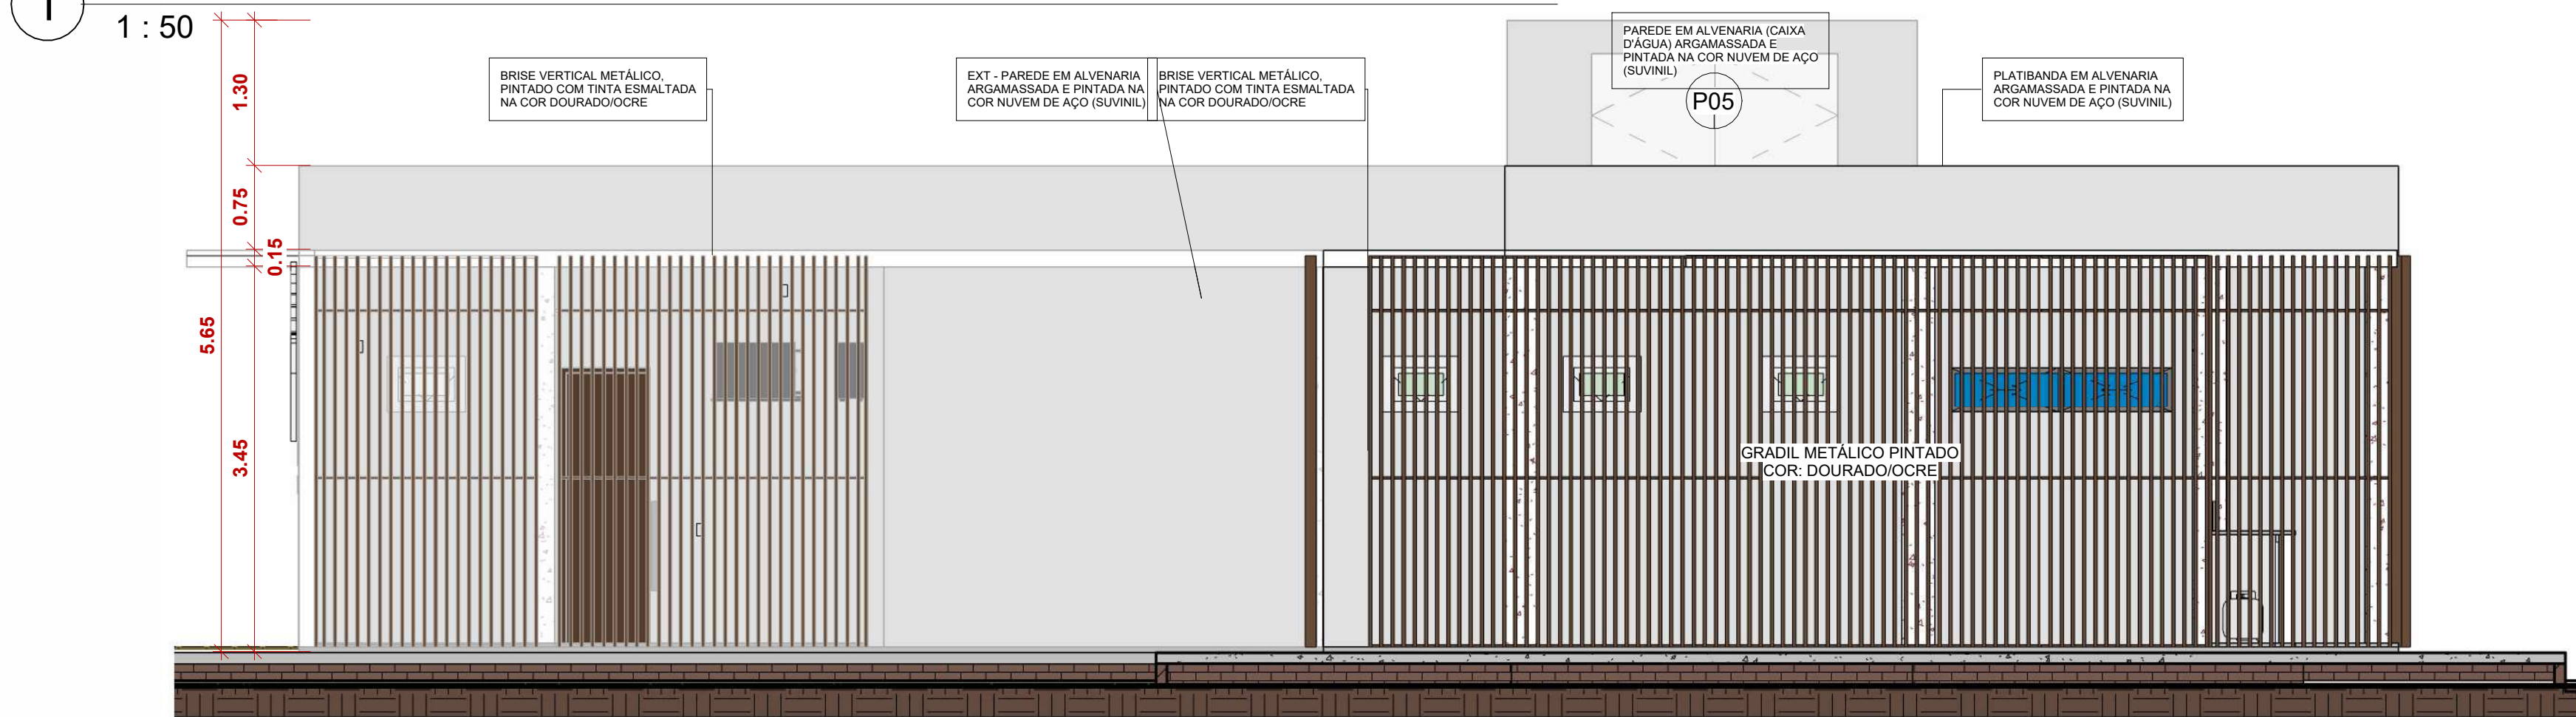 1
1 : 50
BRISE VERTICAL METÁLICO,
PINTADO COM TINTA ESMALTADA
NA COR DOURADO/OCRE
EXT - PAREDE EM ALVENARIA
ARGAMASSADA E PINTADA NA
COR NUVEM DE AÇO (SUVINIL)
BRISE VERTICAL METÁLICO,
PINTADO COM TINTA ESMALTADA
NA COR DOURADO/OCRE
PAREDE EM ALVENARIA (CAIXA
D'ÁGUA) ARGAMASSADA E
PINTADA NA COR NUVEM DE AÇO
(SUVINIL)
P05
PLATIBANDA EM ALVENARIA
ARGAMASSADA E PINTADA NA
COR NUVEM DE AÇO (SUVINIL)
1.30
0.75
0.15
5.65
3.45
GRADIL METÁLICO PINTADO
COR: DOURADO/OCRE